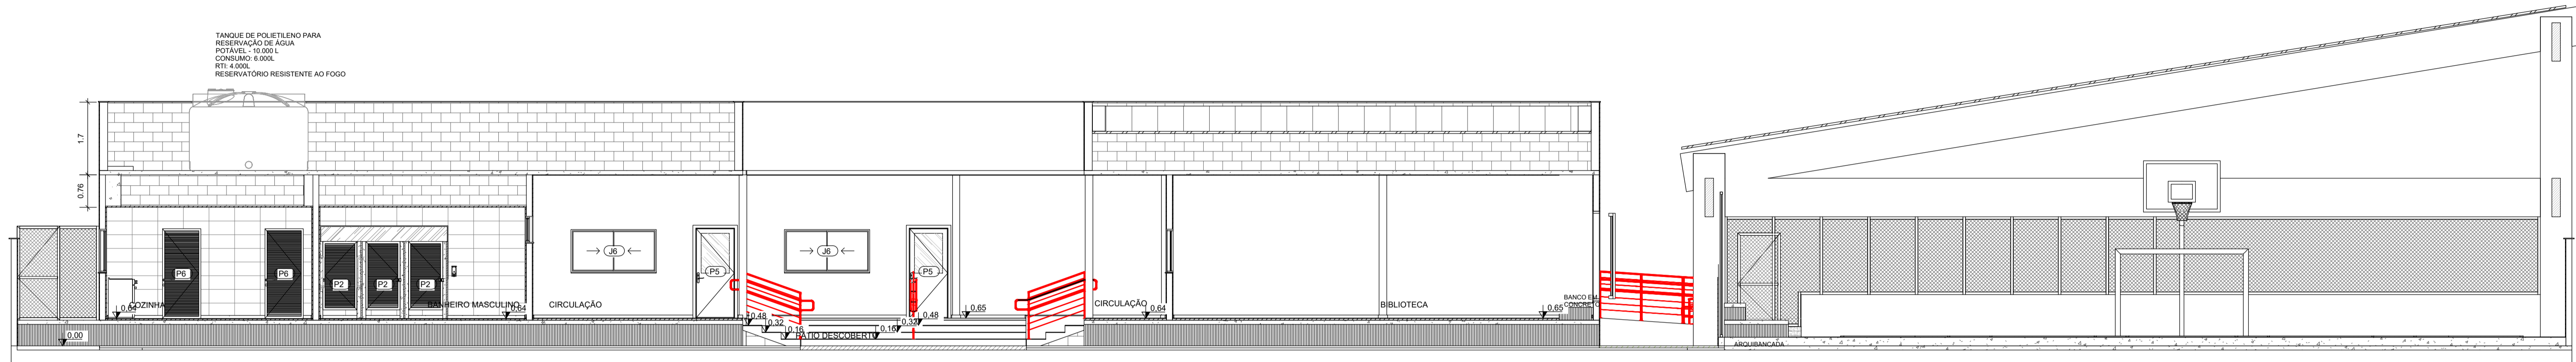 TANQUE DE POLIETILENO PARA
RESERVAÇÃO DE ÁGUA
POTÁVEL - 10.000 L
CONSUMO: 6.000L
RTI: 4.000L
RESERVATÓRIO RESISTENTE AO FOGO
1.7
0.76
J6
J6
P6
P6
P5
P5
P2
P2
P2
COZINHA
0,64
BANHEIRO MASCULINO
0,64
CIRCULAÇÃO
0,48
0,32
0,16
PÁTIO DESCOBERTO
0,16
0,32
0,48
0,65
CIRCULAÇÃO
0,64
BIBLIOTECA
0,65
BANCO EM
CONCRETO
0,00
ARQUIBANCADA